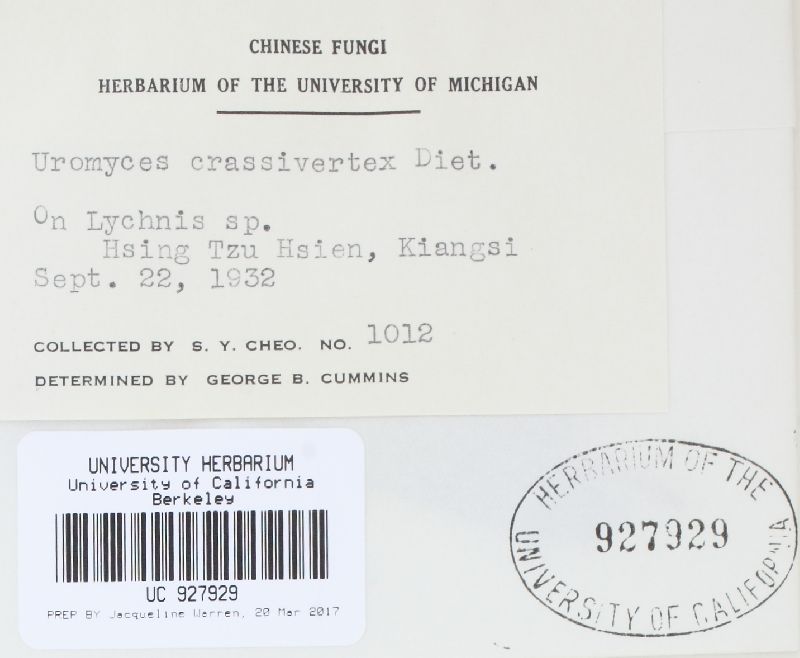 CHINESE FUNGI
HERBARIUM OF THE UNIVERSITY OF MICHIGAN
Uromyces crassivertex Diet.
On Lychnis sp.
Hsing Tzu Hsien, Kiangsi
Sept. 22, 1932
COLLECTED BY S. Y. CHEO. NO. 1012
DETERMINED BY GEORGE B. CUMMINS
UNIVERSITY HERBARIUM
University of California
Berkeley
UC 927929
PREP BY Jacqueline Warren, 20 Mar 2017
HERBARIUM OF THE
927929
UNIVERSITY OF CALIFORNIA